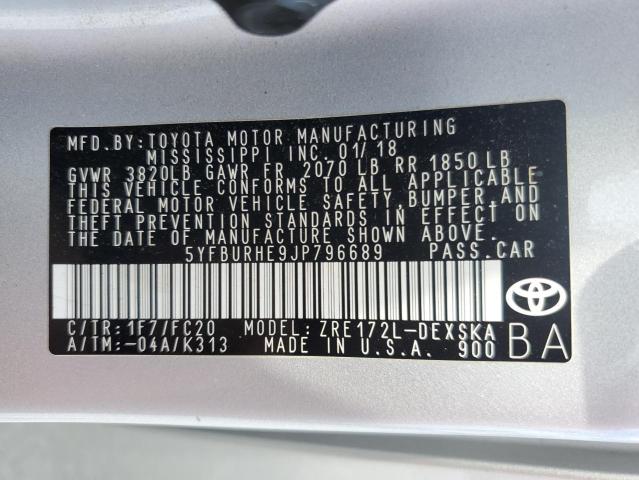 MFD.BY:TOYOTA MOTOR MANUFACTURING
MISSISSIPPI INC. 01/18
GVWR 3820LB GAWR FR 2070 LB RR 1850 LB
THIS VEHICLE CONFORMS TO ALL APPLICABLE
FEDERAL MOTOR VEHICLE SAFETY,BUMPER,AND
THEFT PREVENTION STANDARDS IN EFFECT ON
THE DATE OF MANUFACTURE SHOWN ABOVE.
5YFBURHE9JP796689 PASS.CAR
C/TR:1F7/FC20 MODEL:ZRE172L-DEXSKA
A/TM:-04A/K313 MADE IN U.S.A. 900
BA